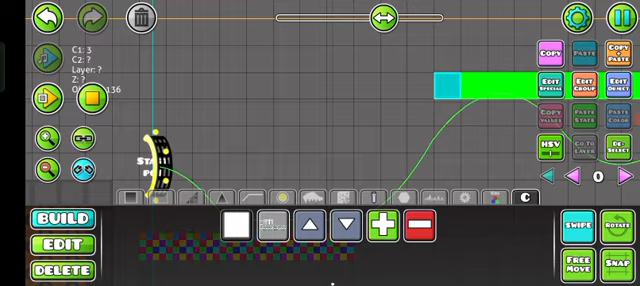 C1: 3
C2: ?
Layer: ?
Z: ?
136
COPY
PASTE
COPY
+
PASTE
EDIT
SPECIAL
EDIT
GROUP
EDIT
OBJECT
COPY
VALUES
PASTE
STATE
PASTE
COLOR
HSV
GO TO
LAYER
DE-
SELECT
0
BUILD
EDIT
DELETE
SWIPE
ROTATE
FREE
MOVE
SNAP